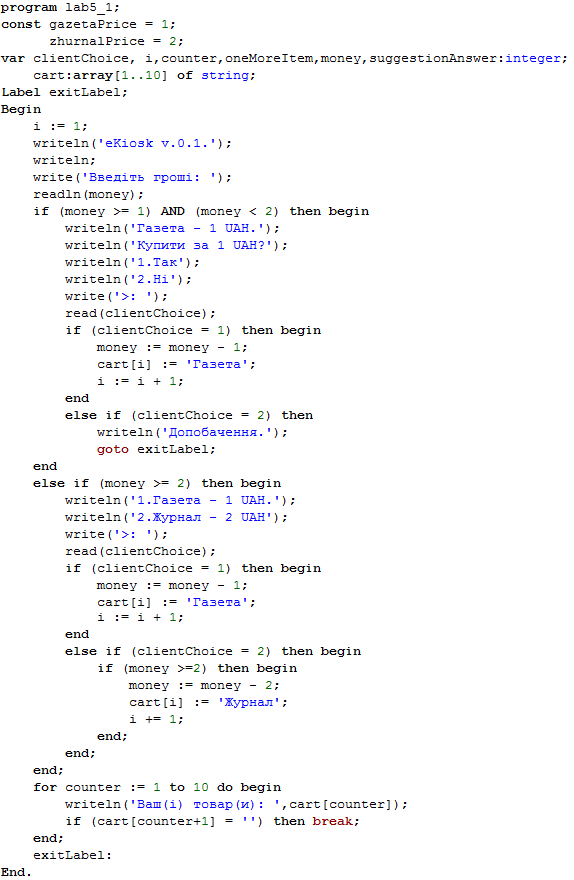 program lab5_1;
const gazetaPrice = 1;
      zhurnalPrice = 2;
var clientChoice, i,counter,oneMoreItem,money,suggestionAnswer:integer;
    cart:array[1..10] of string;
Label exitLabel;
Begin
    i := 1;
    writeln('eKiosk v.0.1.');
    writeln;
    write('Введіть гроші: ');
    readln(money);
    if (money >= 1) AND (money < 2) then begin
        writeln('Газета - 1 UAH.');
        writeln('Купити за 1 UAH?');
        writeln('1.Так');
        writeln('2.Ні');
        write('>: ');
        read(clientChoice);
        if (clientChoice = 1) then begin
            money := money - 1;
            cart[i] := 'Газета';
            i := i + 1;
        end
        else if (clientChoice = 2) then
            writeln('Допобачення.');
            goto exitLabel;
    end
    else if (money >= 2) then begin
        writeln('1.Газета - 1 UAH.');
        writeln('2.Журнал - 2 UAH');
        write('>: ');
        read(clientChoice);
        if (clientChoice = 1) then begin
            money := money - 1;
            cart[i] := 'Газета';
            i := i + 1;
        end
        else if (clientChoice = 2) then begin
            if (money >=2) then begin
                money := money - 2;
                cart[i] := 'Журнал';
                i += 1;
            end;
        end;
    end;
    for counter := 1 to 10 do begin
        writeln('Ваш(і) товар(и): ',cart[counter]);
        if (cart[counter+1] = '') then break;
    end;
    exitLabel:
End.